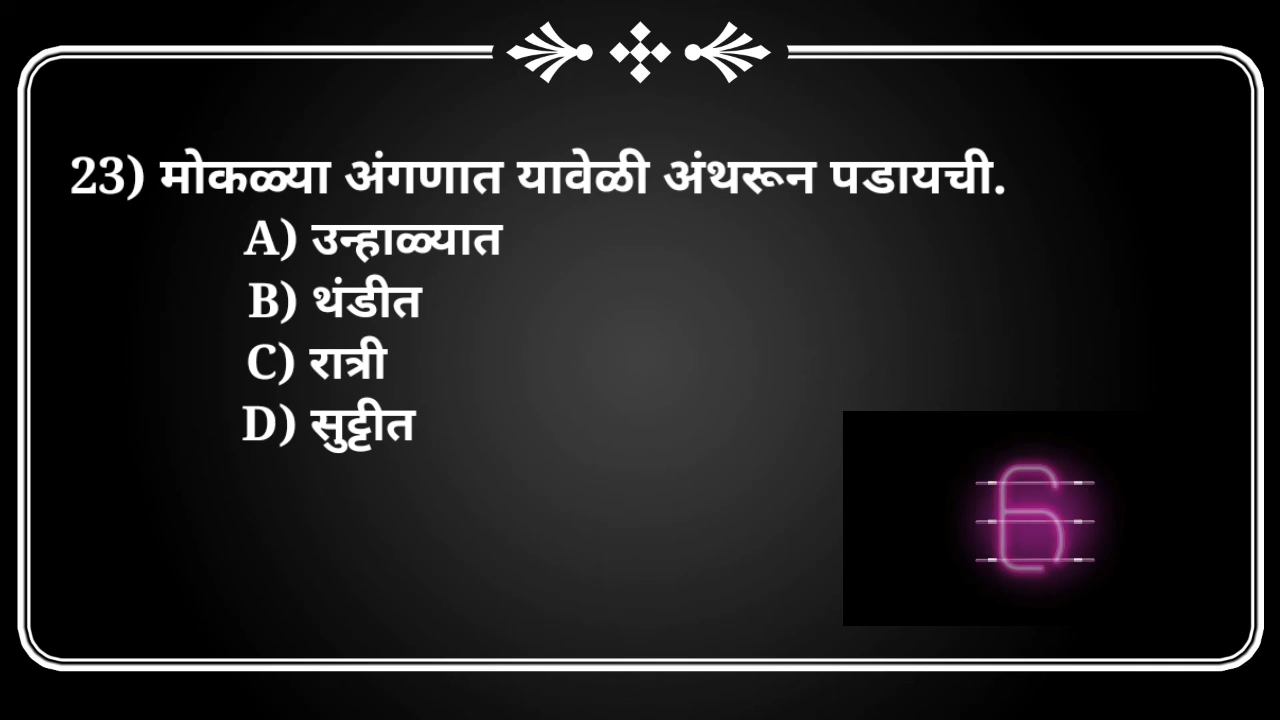 23) मोकळ्या अंगणात यावेळी अंथरून पडायची.
A) उन्हाळ्यात
B) थंडीत
C) रात्री
D) सुट्टीत
6